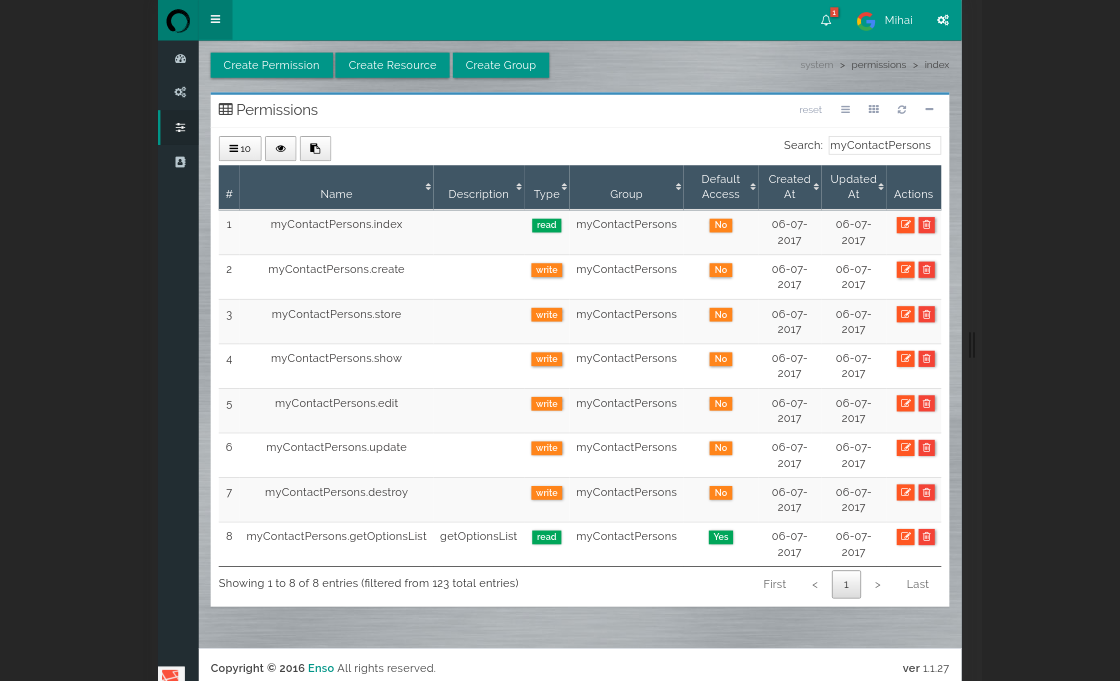 1
Mihai
Create Permission Create Resource Create Group
system > permissions > index
Permissions
reset
10
Search: myContactPersons
# Name Description Type Group Default Access Created At Updated At Actions
1 myContactPersons.index read myContactPersons No 06-07-2017 06-07-2017
2 myContactPersons.create write myContactPersons No 06-07-2017 06-07-2017
3 myContactPersons.store write myContactPersons No 06-07-2017 06-07-2017
4 myContactPersons.show write myContactPersons No 06-07-2017 06-07-2017
5 myContactPersons.edit write myContactPersons No 06-07-2017 06-07-2017
6 myContactPersons.update write myContactPersons No 06-07-2017 06-07-2017
7 myContactPersons.destroy write myContactPersons No 06-07-2017 06-07-2017
8 myContactPersons.getOptionsList getOptionsList read myContactPersons Yes 06-07-2017 06-07-2017
Showing 1 to 8 of 8 entries (filtered from 123 total entries)
First < 1 > Last
Copyright © 2016 Enso All rights reserved.
ver 1.1.27